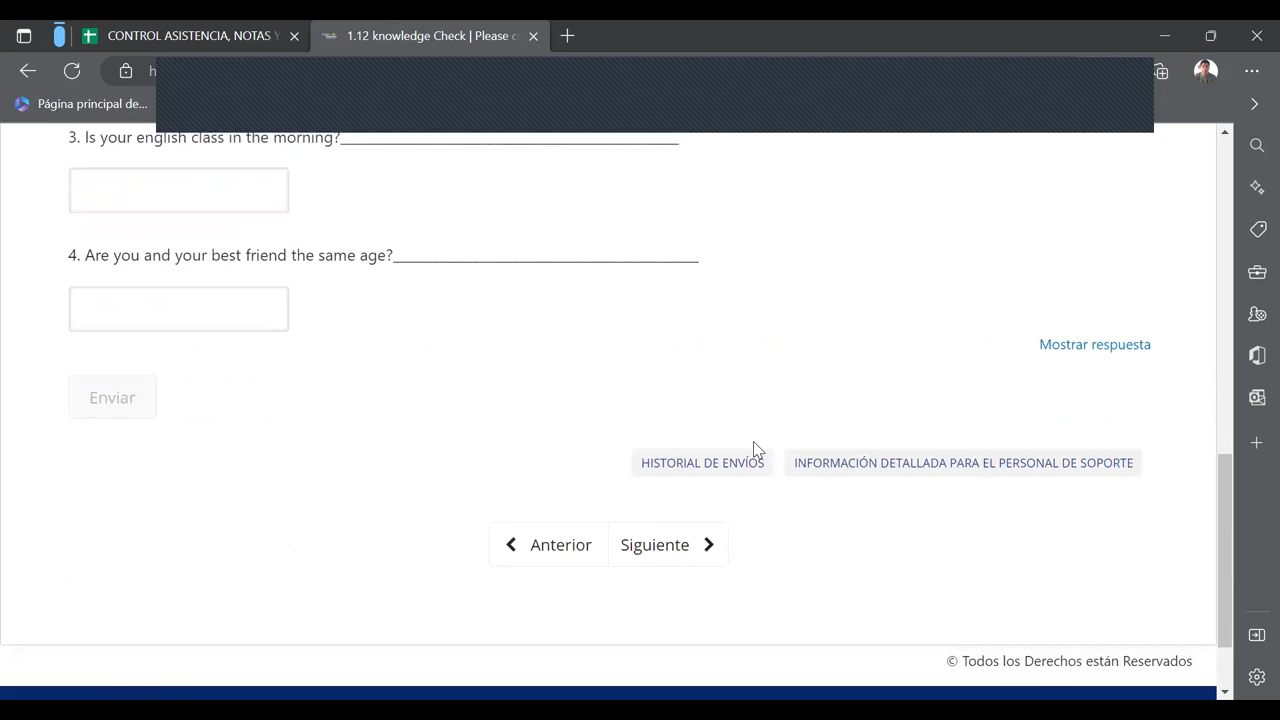 CONTROL ASISTENCIA, NOTAS Y
1.12 knowledge Check | Please c
h
Página principal de...
3. Is your english class in the morning?____________________________________________
4. Are you and your best friend the same age?________________________________________
Mostrar respuesta
Enviar
HISTORIAL DE ENVÍOS
INFORMACIÓN DETALLADA PARA EL PERSONAL DE SOPORTE
Anterior
Siguiente
© Todos los Derechos están Reservados